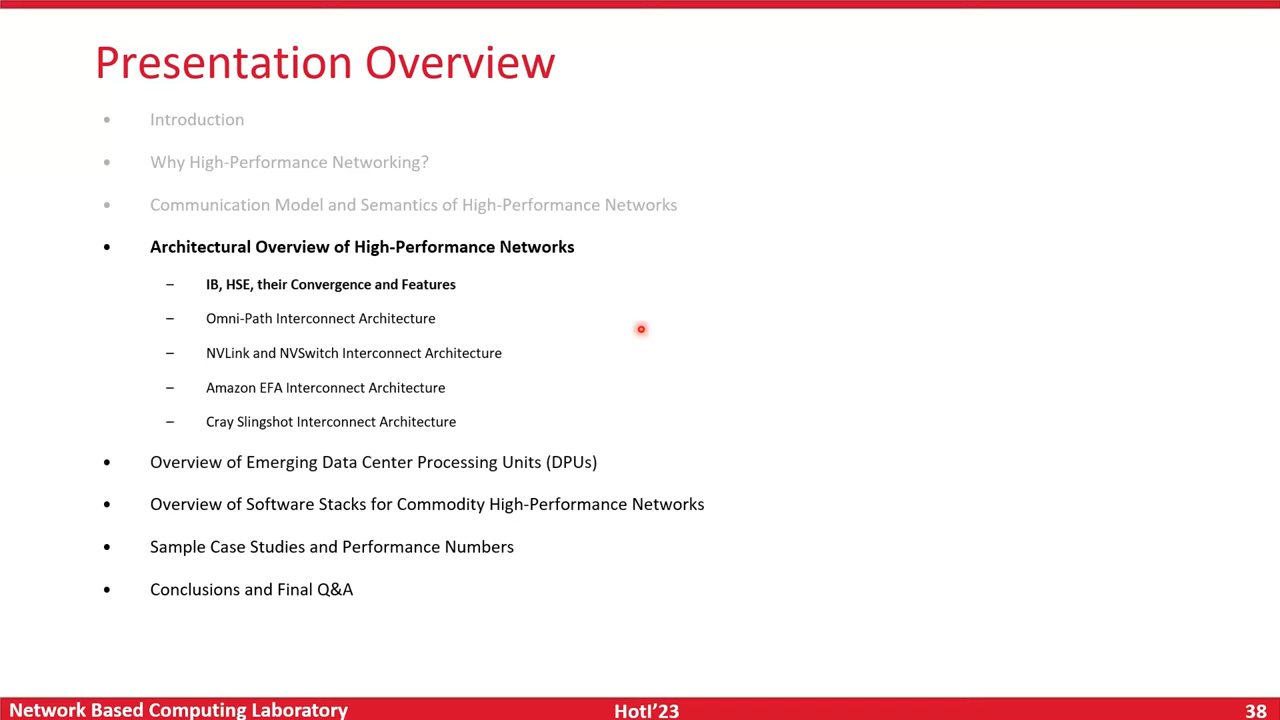 Presentation Overview
• Introduction
• Why High-Performance Networking?
• Communication Model and Semantics of High-Performance Networks
• Architectural Overview of High-Performance Networks
– IB, HSE, their Convergence and Features
– Omni-Path Interconnect Architecture
– NVLink and NVSwitch Interconnect Architecture
– Amazon EFA Interconnect Architecture
– Cray Slingshot Interconnect Architecture
• Overview of Emerging Data Center Processing Units (DPUs)
• Overview of Software Stacks for Commodity High-Performance Networks
• Sample Case Studies and Performance Numbers
• Conclusions and Final Q&A
Network Based Computing Laboratory HotI’23 38